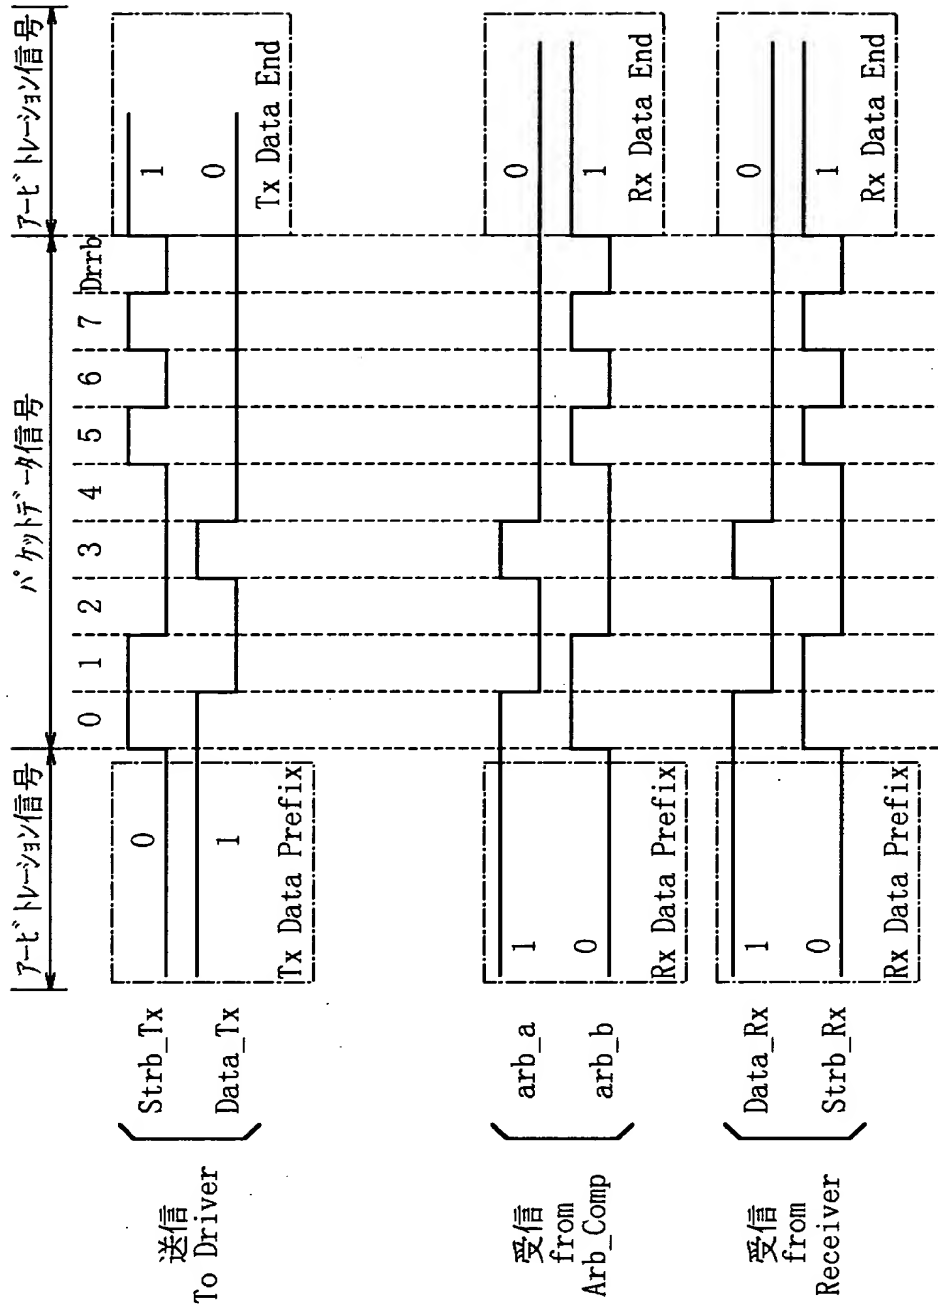 アービトレーション信号
パケットデータ信号
アービトレーション信号
0 1 2 3 4 5 6 7 Drrb
送信
To Driver
Strb_Tx
Data_Tx
0
1
Tx Data Prefix
1
0
Tx Data End
受信
from
Arb_Comp
arb_a
arb_b
1
0
Rx Data Prefix
0
1
Rx Data End
受信
from
Receiver
Data_Rx
Strb_Rx
1
0
Rx Data Prefix
0
1
Rx Data End